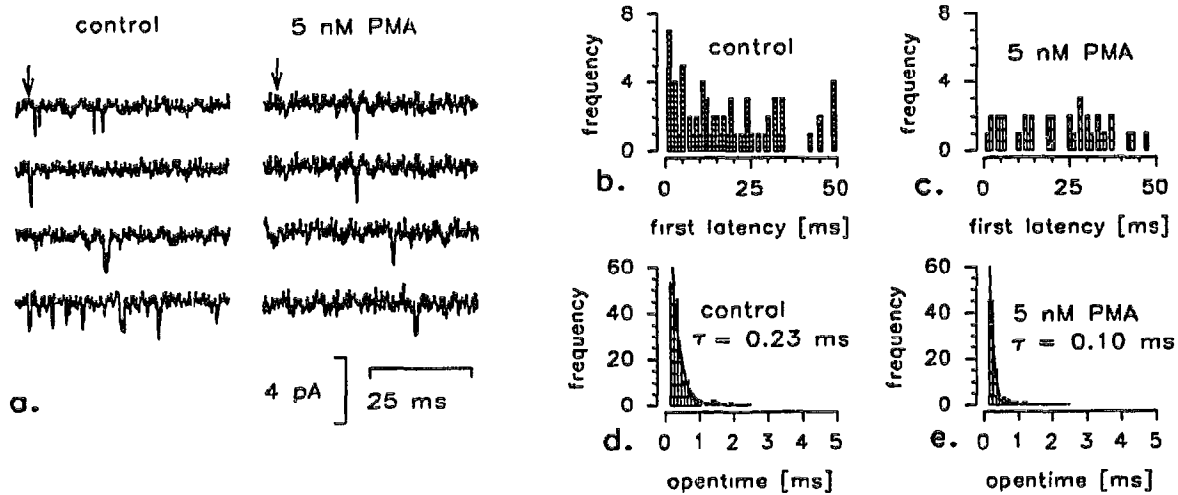 control
5 nM PMA
4 pA
25 ms
a.
8
4
0
frequency
control
b.
0 25 50
first latency [ms]
8
4
0
frequency
5 nM PMA
c.
0 25 50
first latency [ms]
60
40
20
0
frequency
control
τ = 0.23 ms
d.
0 1 2 3 4 5
opentime [ms]
60
40
20
0
frequency
5 nM PMA
τ = 0.10 ms
e.
0 1 2 3 4 5
opentime [ms]